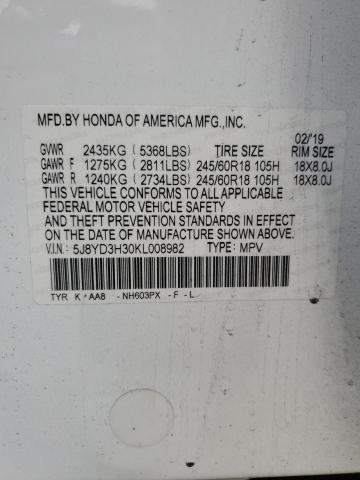 MFD.BY HONDA OF AMERICA MFG.,INC.
02/'19
GVWR 2435KG (5368LBS) TIRE SIZE RIM SIZE
GAWR F 1275KG (2811LBS) 245/60R18 105H 18X8.0J
GAWR R 1240KG (2734LBS) 245/60R18 105H 18X8.0J
THIS VEHICLE CONFORMS TO ALL APPLICABLE
FEDERAL MOTOR VEHICLE SAFETY AND
THEFT PREVENTION STANDARDS IN EFFECT
ON THE DATE OF MANUFACTURE SHOWN ABOVE.
V.I.N.: 5J8YD3H30KL008982 TYPE: MPV
TYR K*AA8 -NH603PX -F-L